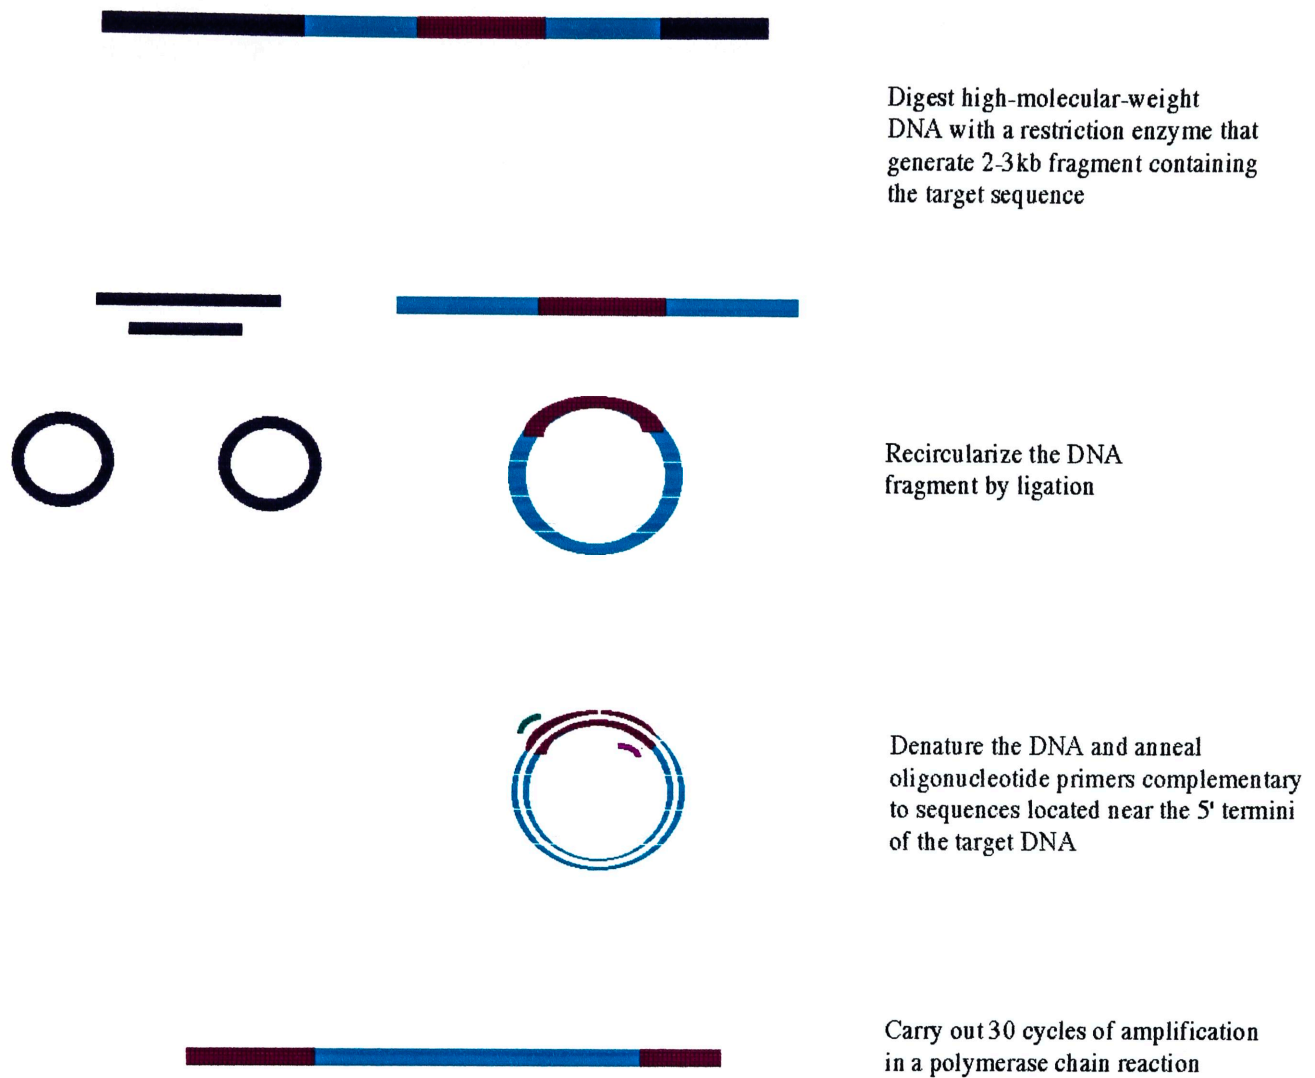 Digest high-molecular-weight
DNA with a restriction enzyme that
generate 2-3kb fragment containing
the target sequence
Recircularize the DNA
fragment by ligation
Denature the DNA and anneal
oligonucleotide primers complementary
to sequences located near the 5' termini
of the target DNA
Carry out 30 cycles of amplification
in a polymerase chain reaction